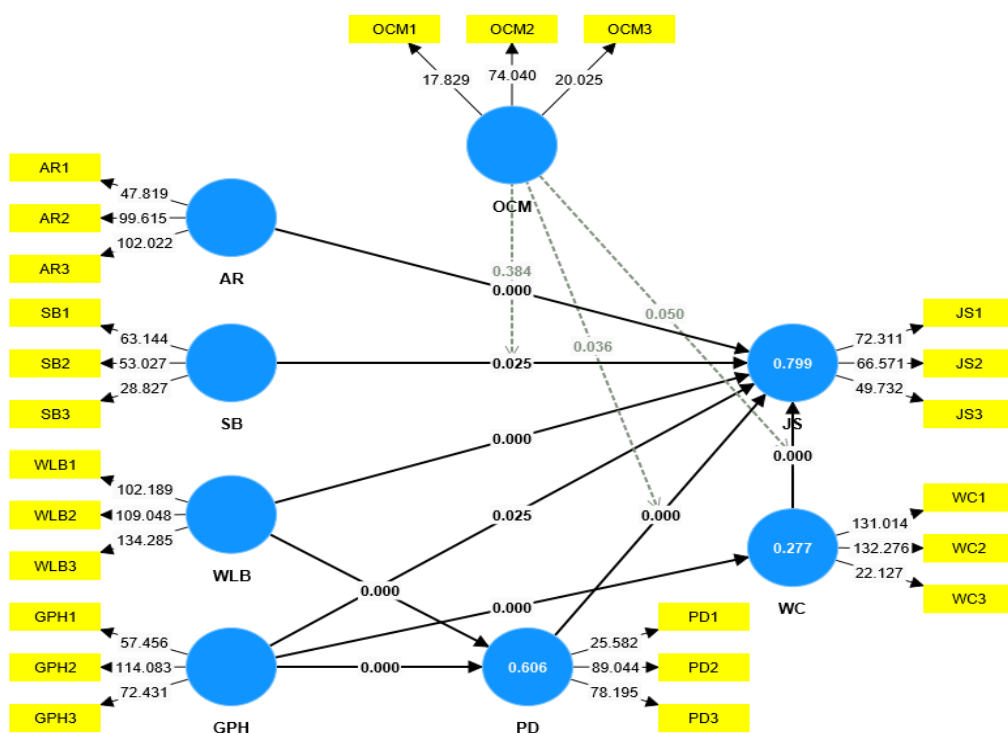 OCM1
OCM2
OCM3
17.829
74.040
20.025
OCM
AR1
AR2
AR3
47.819
99.615
102.022
AR
SB1
SB2
SB3
63.144
53.027
28.827
SB
WLB1
WLB2
WLB3
102.189
109.048
134.285
WLB
GPH1
GPH2
GPH3
57.456
114.083
72.431
GPH
0.384
0.000
0.050
0.036
0.025
0.000
0.025
0.000
0.000
0.000
0.000
0.000
0.799
JS
72.311
66.571
49.732
JS1
JS2
JS3
0.277
WC
131.014
132.276
22.127
WC1
WC2
WC3
0.606
PD
25.582
89.044
78.195
PD1
PD2
PD3